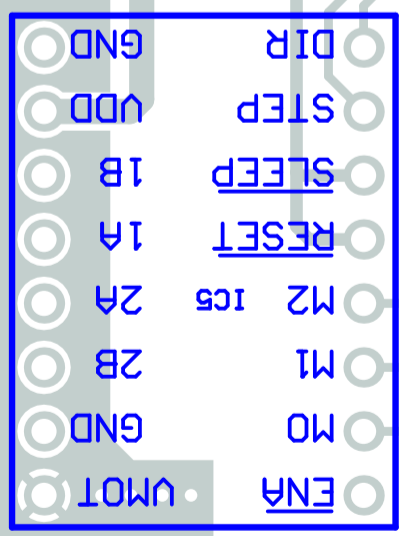 ENA VMOT
M0 GND
M1 2B
M2 IC5 2A
RESET 1A
SLEEP 1B
STEP VDD
DIR GND